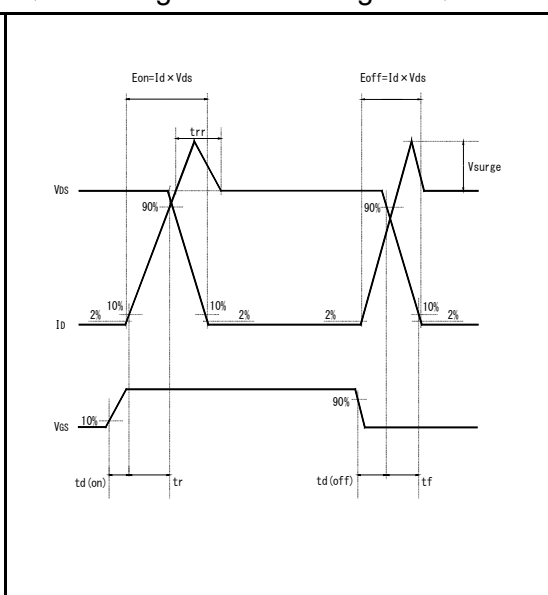 Eon=Id×Vds Eoff=Id×Vds
trr
Vsurge
VDS
90% 90%
10% 10% 10%
2% 2% 2% 2%
ID
90%
VGS 10%
td(on) tr td(off) tf